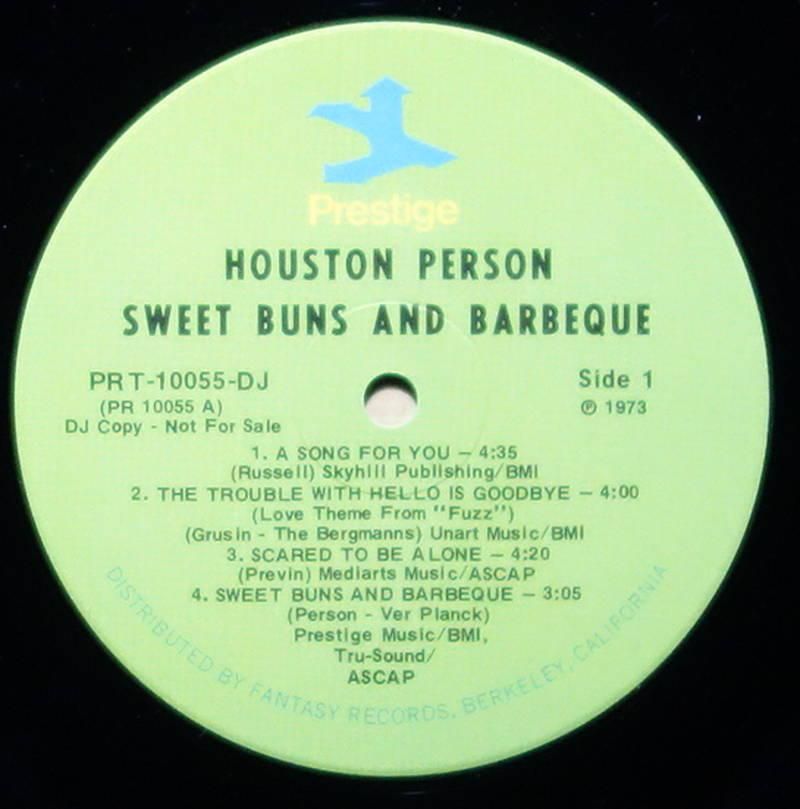 Prestige
HOUSTON PERSON
SWEET BUNS AND BARBEQUE
PRT-10055-DJ
(PR 10055 A)
DJ Copy - Not For Sale
Side 1
℗ 1973
1. A SONG FOR YOU — 4:35
(Russell) Skyhill Publishing/BMI
2. THE TROUBLE WITH HELLO IS GOODBYE — 4:00
(Love Theme From "Fuzz")
(Grusin - The Bergmanns) Unart Music/BMI
3. SCARED TO BE ALONE — 4:20
(Previn) Mediarts Music/ASCAP
4. SWEET BUNS AND BARBEQUE — 3:05
(Person - Ver Planck)
Prestige Music/BMI,
Tru-Sound/
ASCAP
DISTRIBUTED BY FANTASY RECORDS, BERKELEY, CALIFORNIA